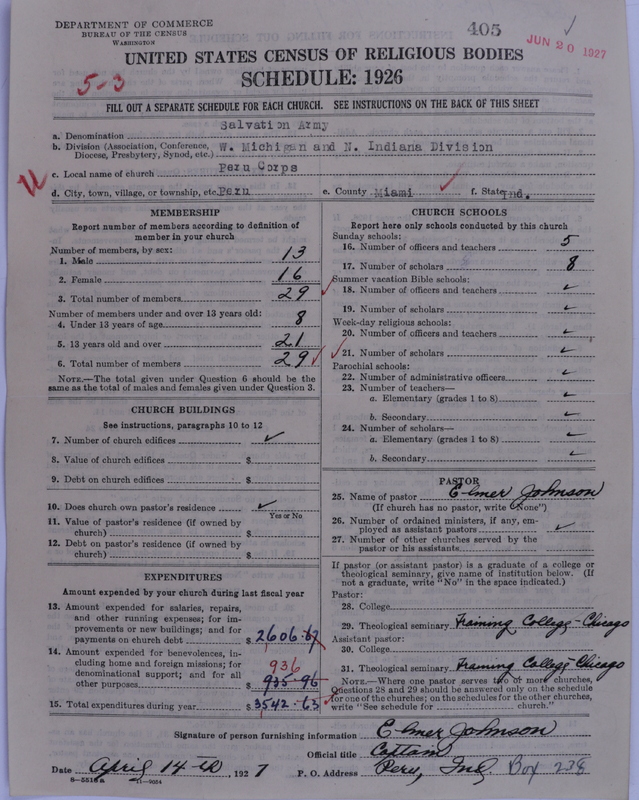 DEPARTMENT OF COMMERCE
BUREAU OF THE CENSUS
WASHINGTON
405
JUN 20 1927
UNITED STATES CENSUS OF RELIGIOUS BODIES
SCHEDULE: 1926
5-3
FILL OUT A SEPARATE SCHEDULE FOR EACH CHURCH. SEE INSTRUCTIONS ON THE BACK OF THIS SHEET
a. Denomination Salvation Army
b. Division (Association, Conference, Diocese, Presbytery, Synod, etc.) W. Michigan and N. Indiana Division
c. Local name of church Peru Corps
d. City, town, village, or township, etc. Peru e. County Miami f. State Ind.
MEMBERSHIP
Report number of members according to definition of
member in your church
Number of members, by sex:
1. Male 13
2. Female 16
3. Total number of members 29
Number of members under and over 13 years old:
4. Under 13 years of age 8
5. 13 years old and over 21
6. Total number of members 29
NOTE.—The total given under Question 6 should be the
same as the total of males and females given under Question 3.
CHURCH BUILDINGS
See instructions, paragraphs 10 to 12
7. Number of church edifices ✓
8. Value of church edifices $
9. Debt on church edifices $
10. Does church own pastor's residence ✓
Yes or No
11. Value of pastor's residence (if owned by
church) $
12. Debt on pastor's residence (if owned by
church) $
EXPENDITURES
Amount expended by your church during last fiscal year
13. Amount expended for salaries, repairs,
and other running expenses; for im-
provements or new buildings; and for
payments on church debt $ 2606.67
14. Amount expended for benevolences, in-
cluding home and foreign missions; for 936
denominational support; and for all
other purposes $ 935-96
15. Total expenditures during year $ 3542-63
CHURCH SCHOOLS
Report here only schools conducted by this church
Sunday schools:
16. Number of officers and teachers 5
17. Number of scholars 8
Summer vacation Bible schools:
18. Number of officers and teachers ✓
19. Number of scholars ✓
Week-day religious schools:
20. Number of officers and teachers ✓
21. Number of scholars ✓
Parochial schools:
22. Number of administrative officers ✓
23. Number of teachers—
a. Elementary (grades 1 to 8) ✓
b. Secondary ✓
24. Number of scholars—
a. Elementary (grades 1 to 8) ✓
b. Secondary ✓
PASTOR
25. Name of pastor Elmer Johnson
(If church has no pastor, write "None")
26. Number of ordained ministers, if any, em-
ployed as assistant pastors ✓
27. Number of other churches served by the
pastor or his assistants
If pastor (or assistant pastor) is a graduate of a college or
theological seminary, give name of institution below. (If
not a graduate, write "No" in the space indicated.)
Pastor:
28. College
29. Theological seminary Training College-Chicago
Assistant pastor:
30. College
31. Theological seminary Training College-Chicago
NOTE.—Where one pastor serves two or more churches,
Questions 28 and 29 should be answered only on the schedule
for one of the churches; on the schedules for the other churches,
write "See schedule for church."
Signature of person furnishing information Elmer Johnson
Official title Captain
Date April 14th, 1927 P. O. Address Peru, Ind. Box 238
8-5518a 11-9054